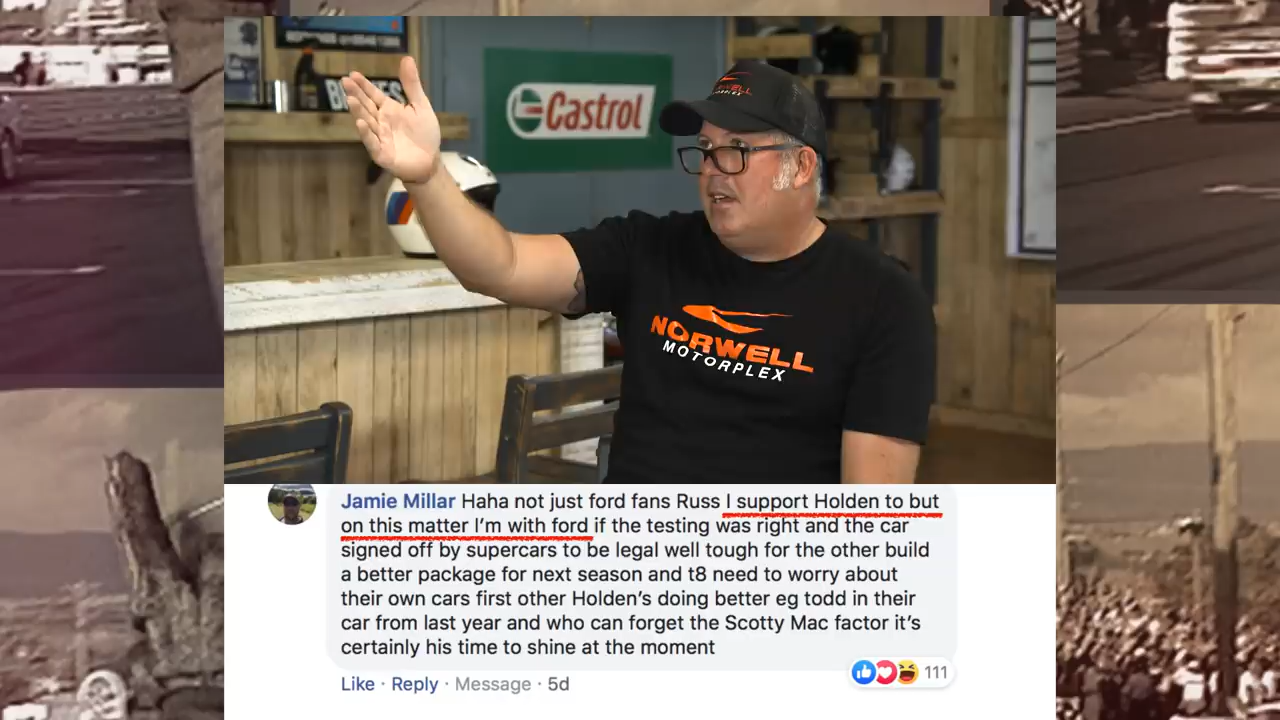 Castrol
NORWELL
MOTORPLEX
Jamie Millar Haha not just ford fans Russ I support Holden to but
on this matter I'm with ford if the testing was right and the car
signed off by supercars to be legal well tough for the other build
a better package for next season and t8 need to worry about
their own cars first other Holden's doing better eg todd in their
car from last year and who can forget the Scotty Mac factor it's
certainly his time to shine at the moment
Like · Reply · Message · 5d
111